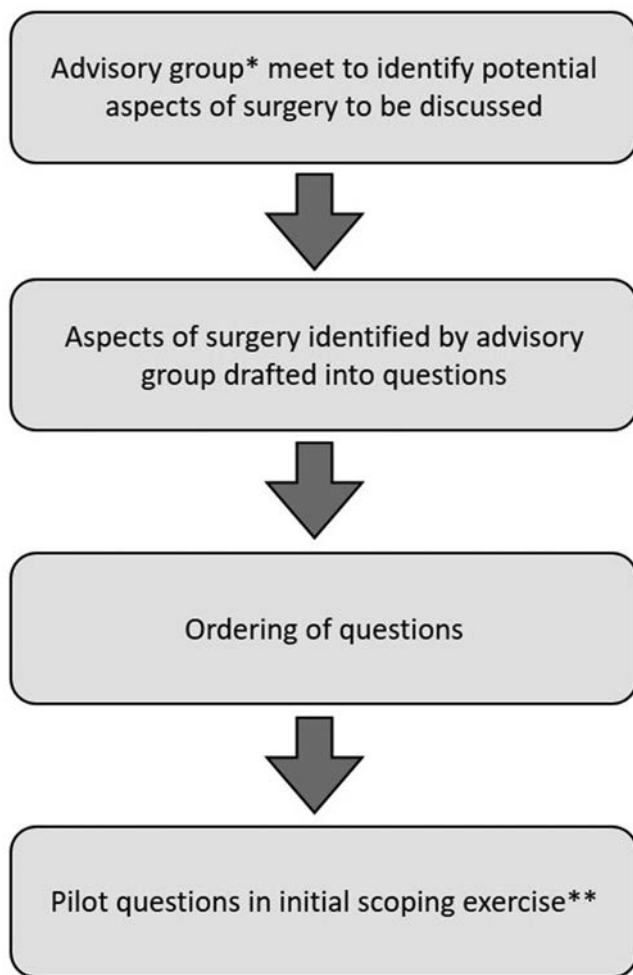 Advisory group* meet to identify potential
aspects of surgery to be discussed
Aspects of surgery identified by advisory
group drafted into questions
Ordering of questions
Pilot questions in initial scoping exercise**